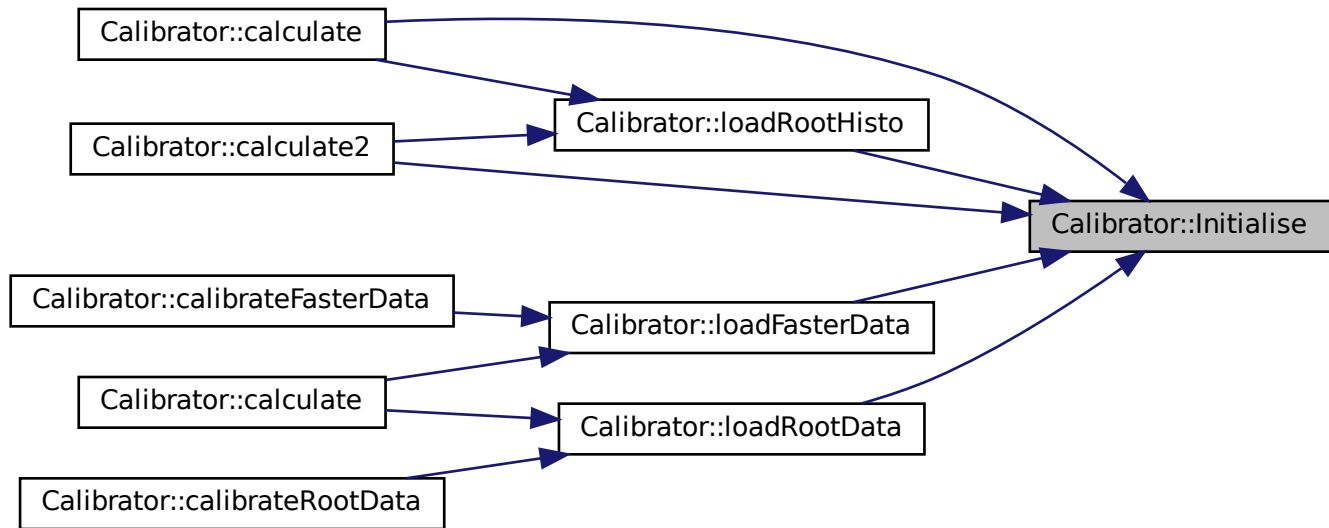 Calibrator::calculate
Calibrator::loadRootHisto
Calibrator::calculate2
Calibrator::Initialise
Calibrator::calibrateFasterData
Calibrator::loadFasterData
Calibrator::calculate
Calibrator::loadRootData
Calibrator::calibrateRootData